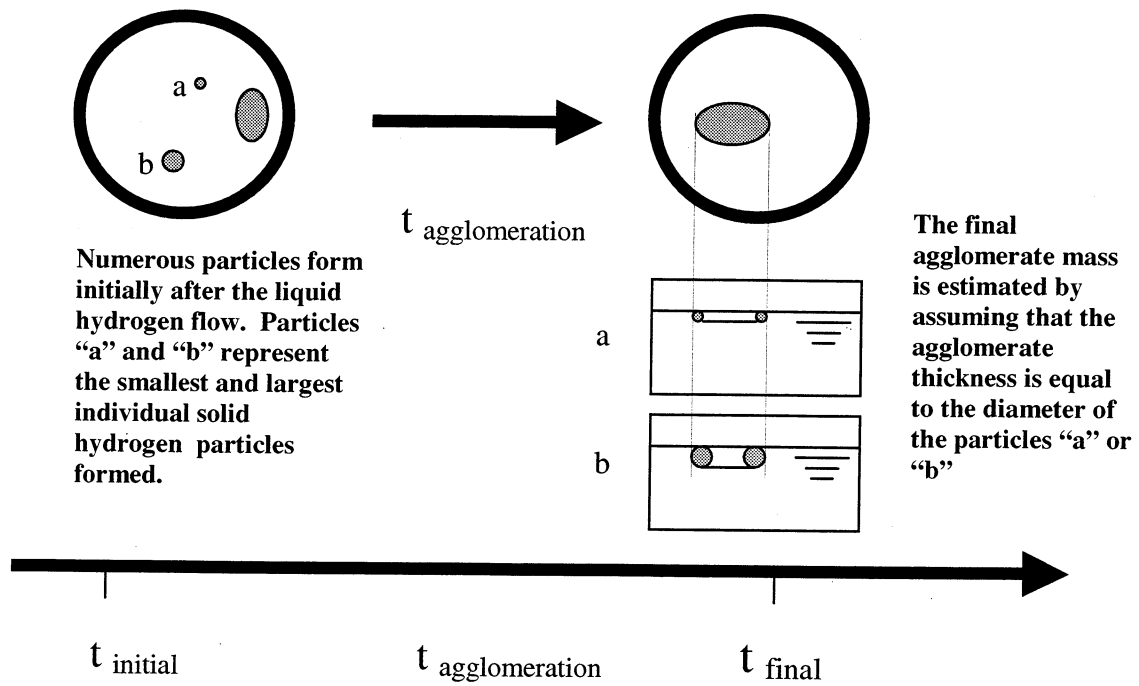 a
b
t agglomeration
Numerous particles form
initially after the liquid
hydrogen flow. Particles
“a” and “b” represent
the smallest and largest
individual solid
hydrogen particles
formed.
a
b
The final
agglomerate mass
is estimated by
assuming that the
agglomerate
thickness is equal
to the diameter of
the particles “a” or
“b”
t initial
t agglomeration
t final